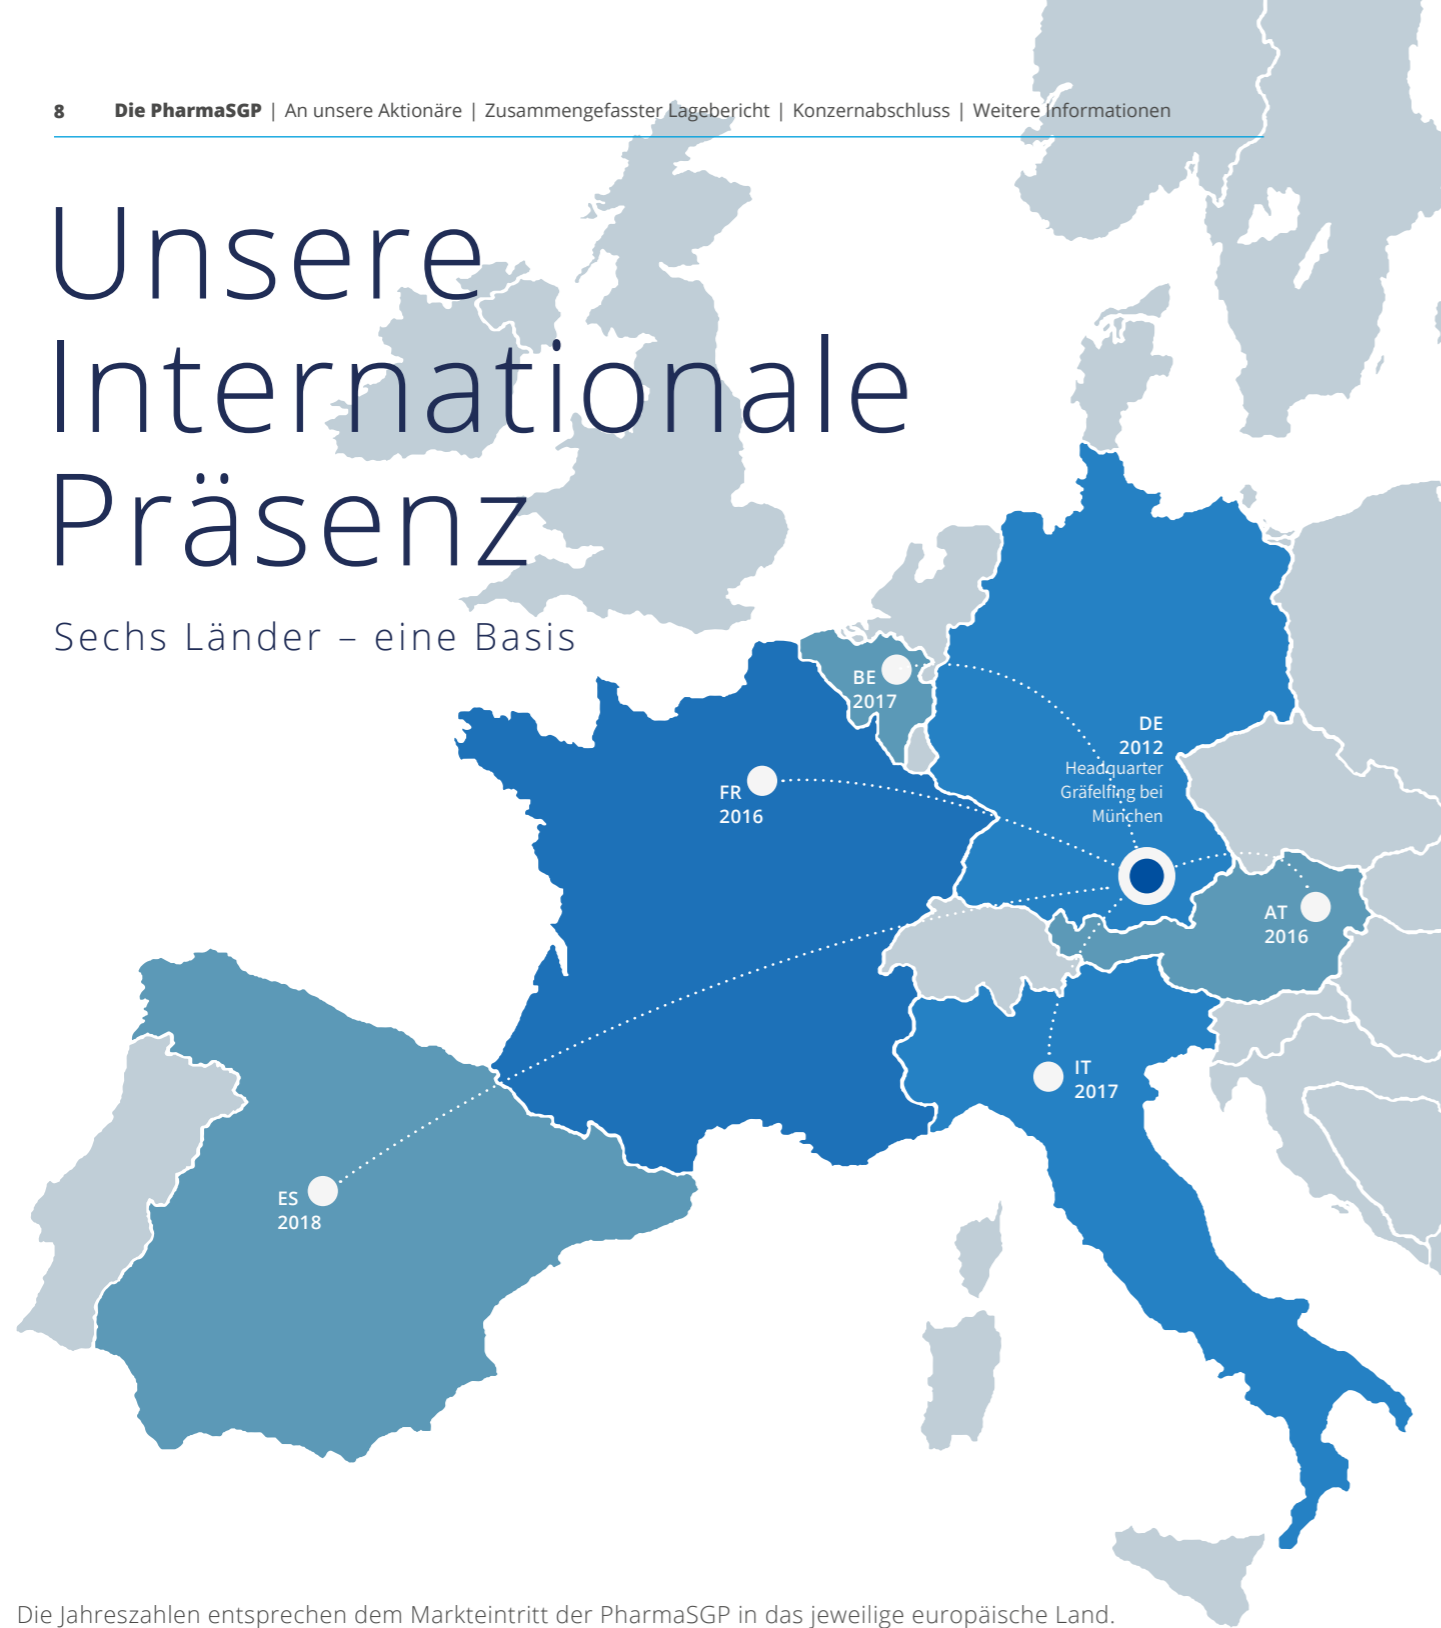 8 Die PharmaSGP | An unsere Aktionäre | Zusammengefasster Lagebericht | Konzernabschluss | Weitere Informationen
Unsere
Internationale
Präsenz
Sechs Länder – eine Basis
BE
2017
DE
2012
Headquarter
Gräfelfing bei
München
FR
2016
AT
2016
IT
2017
ES
2018
Die Jahreszahlen entsprechen dem Markteintritt der PharmaSGP in das jeweilige europäische Land.